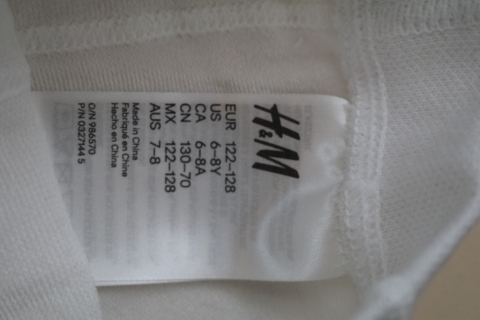 H&M
EUR 122-128
US 6-8Y
CA 6-8A
CN 130-70
MX 122-128
AUS 7-8
Made in China
Fabriqué en Chine
Hecho en China
O/N 986570
P/N 0327144 5